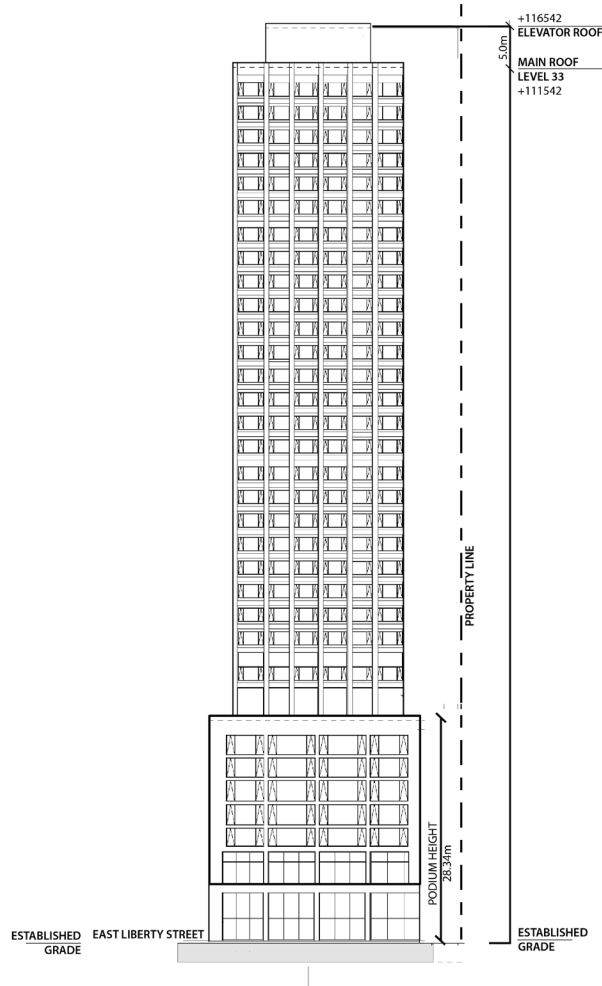 +116542
ELEVATOR ROOF
5.0m
MAIN ROOF
LEVEL 33
+111542
PROPERTY LINE
PODIUM HEIGHT
28.34m
ESTABLISHED
GRADE
EAST LIBERTY STREET
ESTABLISHED
GRADE